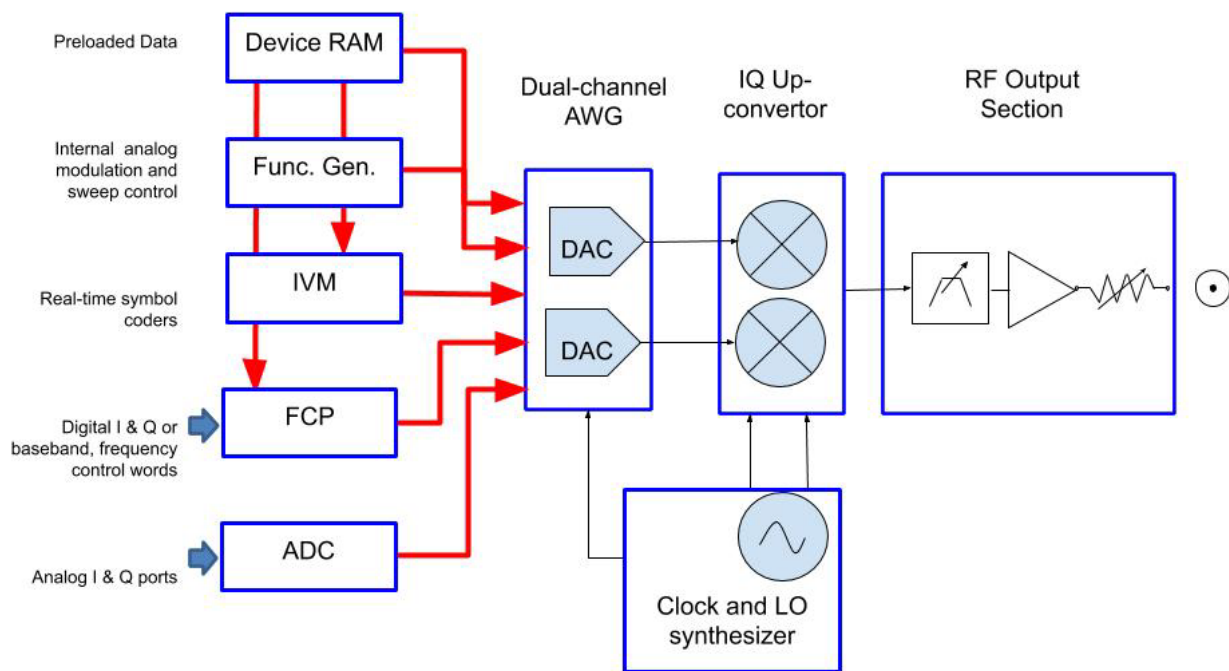 Preloaded Data
Device RAM
Dual-channel
AWG
IQ Up-
convertor
RF Output
Section
Internal analog
modulation and
sweep control
Func. Gen.
DAC
IVM
Real-time symbol
coders
DAC
FCP
Digital I & Q or
baseband, frequency
control words
ADC
Analog I & Q ports
Clock and LO
synthesizer